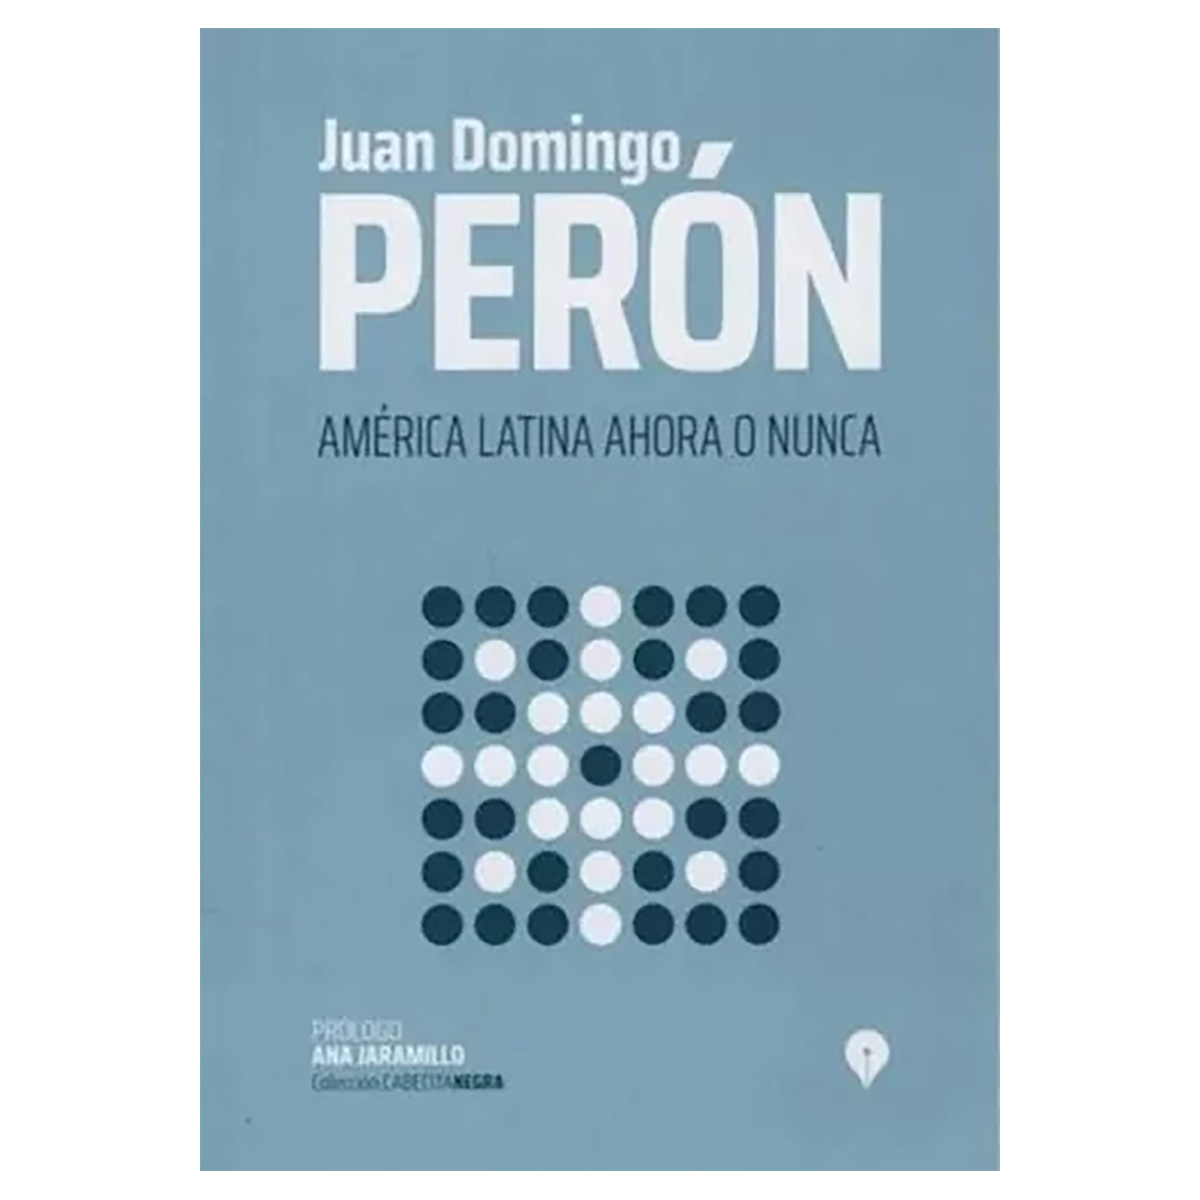 Juan Domingo
PERÓN
AMÉRICA LATINA AHORA O NUNCA
PRÓLOGO
ANA JARAMILLO
Colección CABECITANEGRA